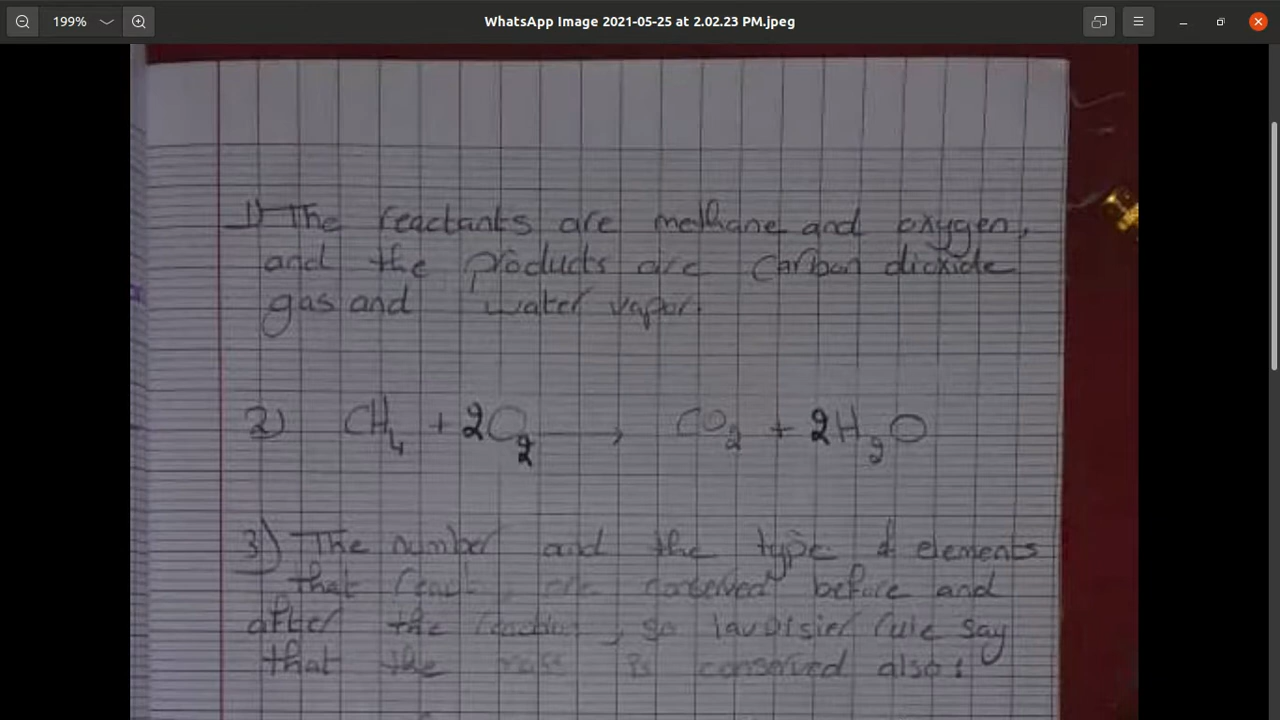 199%
WhatsApp Image 2021-05-25 at 2.02.23 PM.jpeg
1) The reactants are methane and oxygen,
and the products are carbon dioxide
gas and water vapor.
2) CH₄ + 2O₂ → CO₂ + 2H₂O
3) The number and the type of elements
that react, are conserved before and
after the reaction, so lavoisier rule say
that the mass is conserved also: